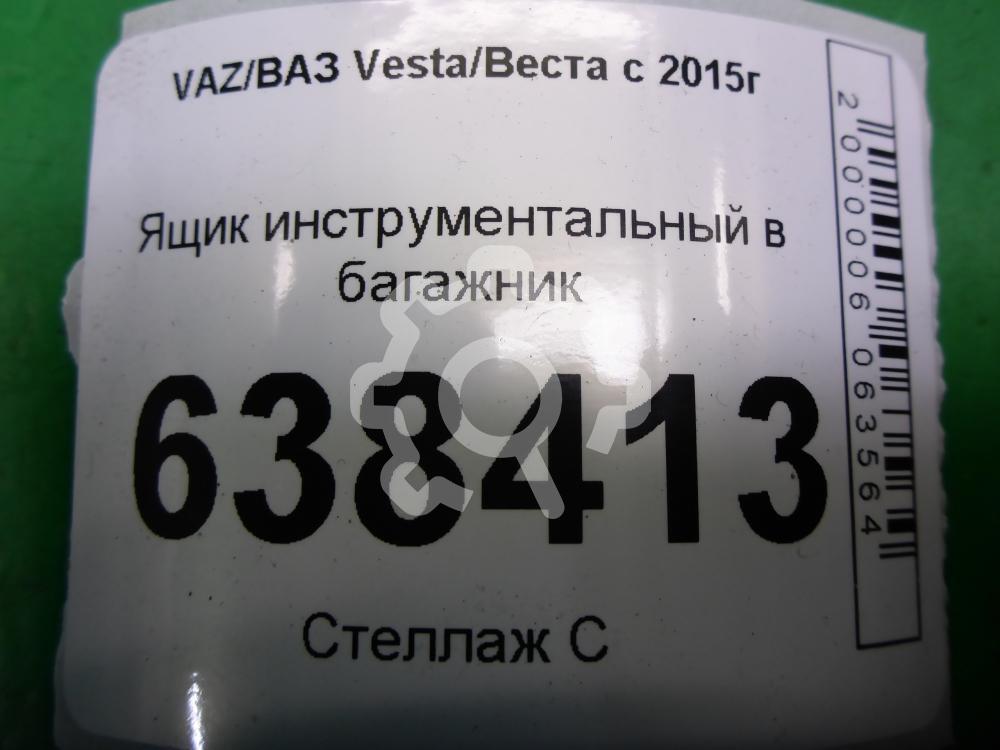 VAZ/ВАЗ Vesta/Веста с 2015г
Ящик инструментальный в
багажник
638413
Стеллаж С
2000006063564